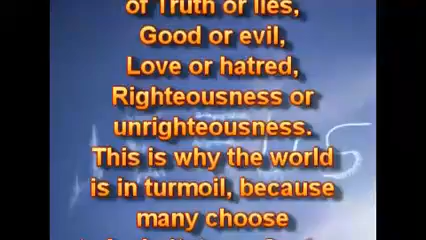 of Truth or lies,
Good or evil,
Love or hatred,
Righteousness or
unrighteousness.
This is why the world
is in turmoil, because
many choose